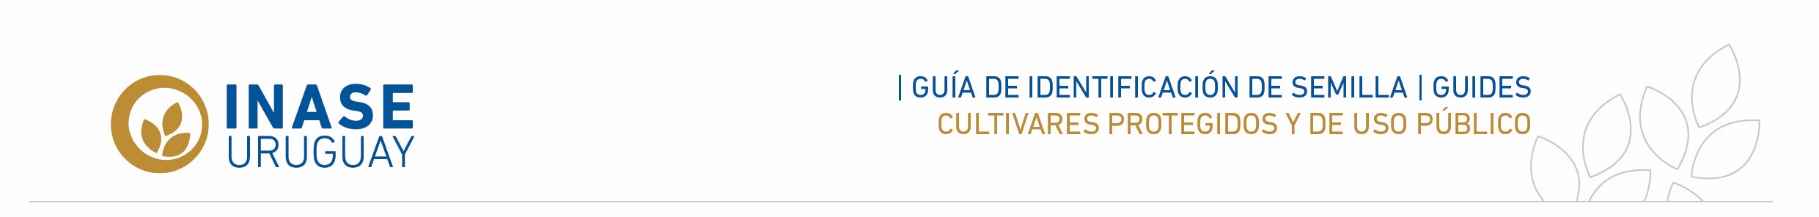 INASE
URUGUAY
| GUÍA DE IDENTIFICACIÓN DE SEMILLA | GUIDES
CULTIVARES PROTEGIDOS Y DE USO PÚBLICO